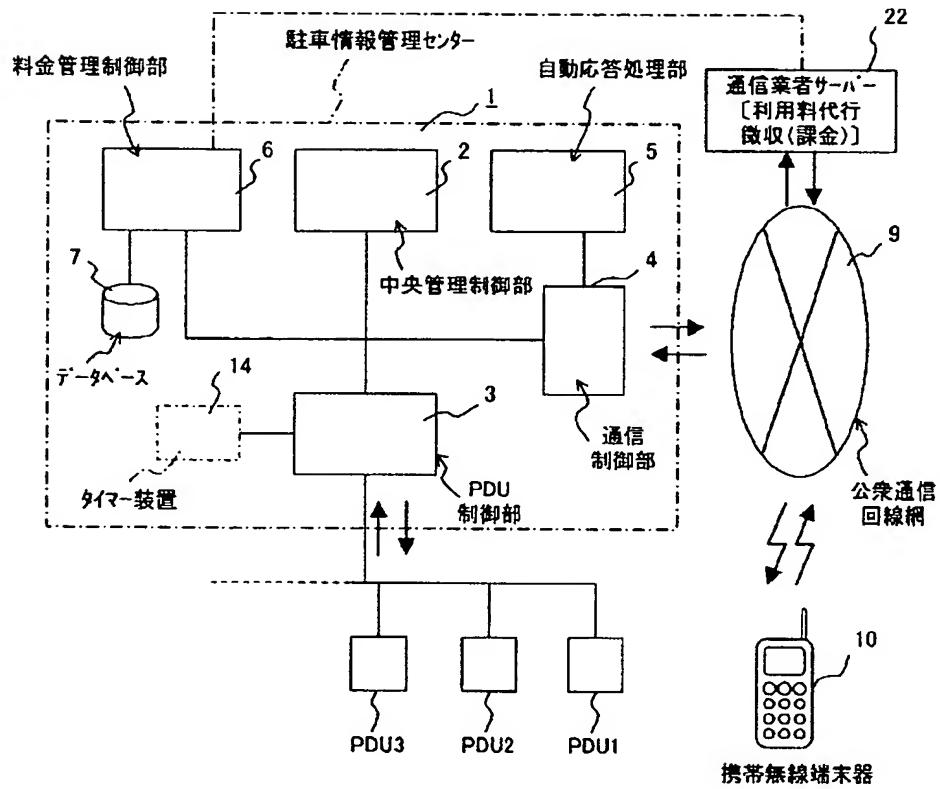 駐車情報管理センター
22
料金管理制御部
自動応答処理部
通信業者サーバー
[利用料代行
徴収(課金)]
1
6
2
5
9
7
4
中央管理制御部
データベース
14
3
通信
制御部
タイマー装置
PDU
制御部
公衆通信
回線網
10
PDU3
PDU2
PDU1
携帯無線端末器